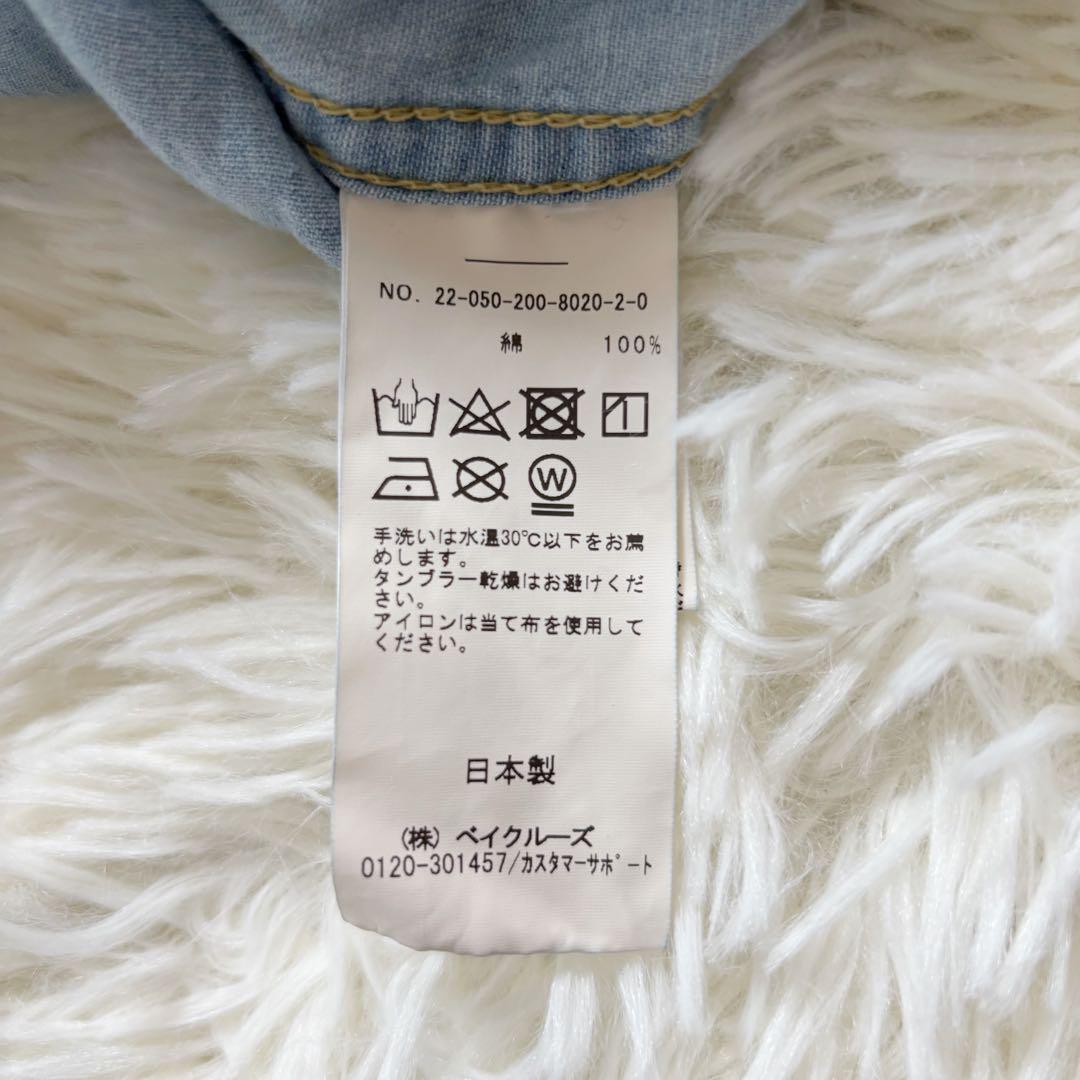 NO. 22-050-200-8020-2-0
綿 100%
W
手洗いは水温30℃以下をお薦
めします。
タンブラー乾燥はお避けくだ
さい。
アイロンは当て布を使用して
ください。
日本製
(株) ベイクルーズ
0120-301457/カスタマーサポート